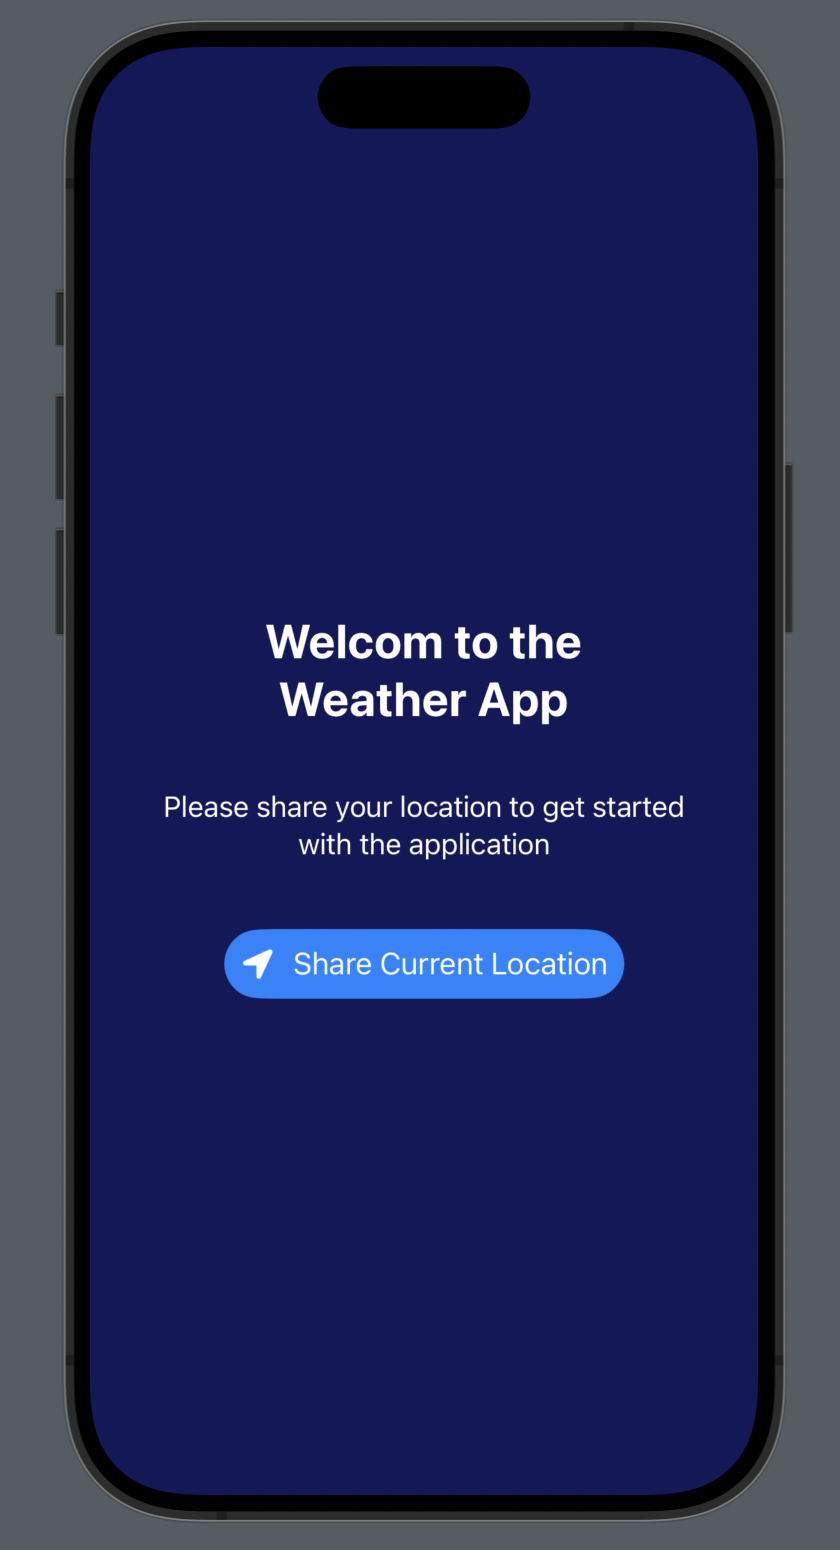 Welcom to the
Weather App
Please share your location to get started
with the application
Share Current Location